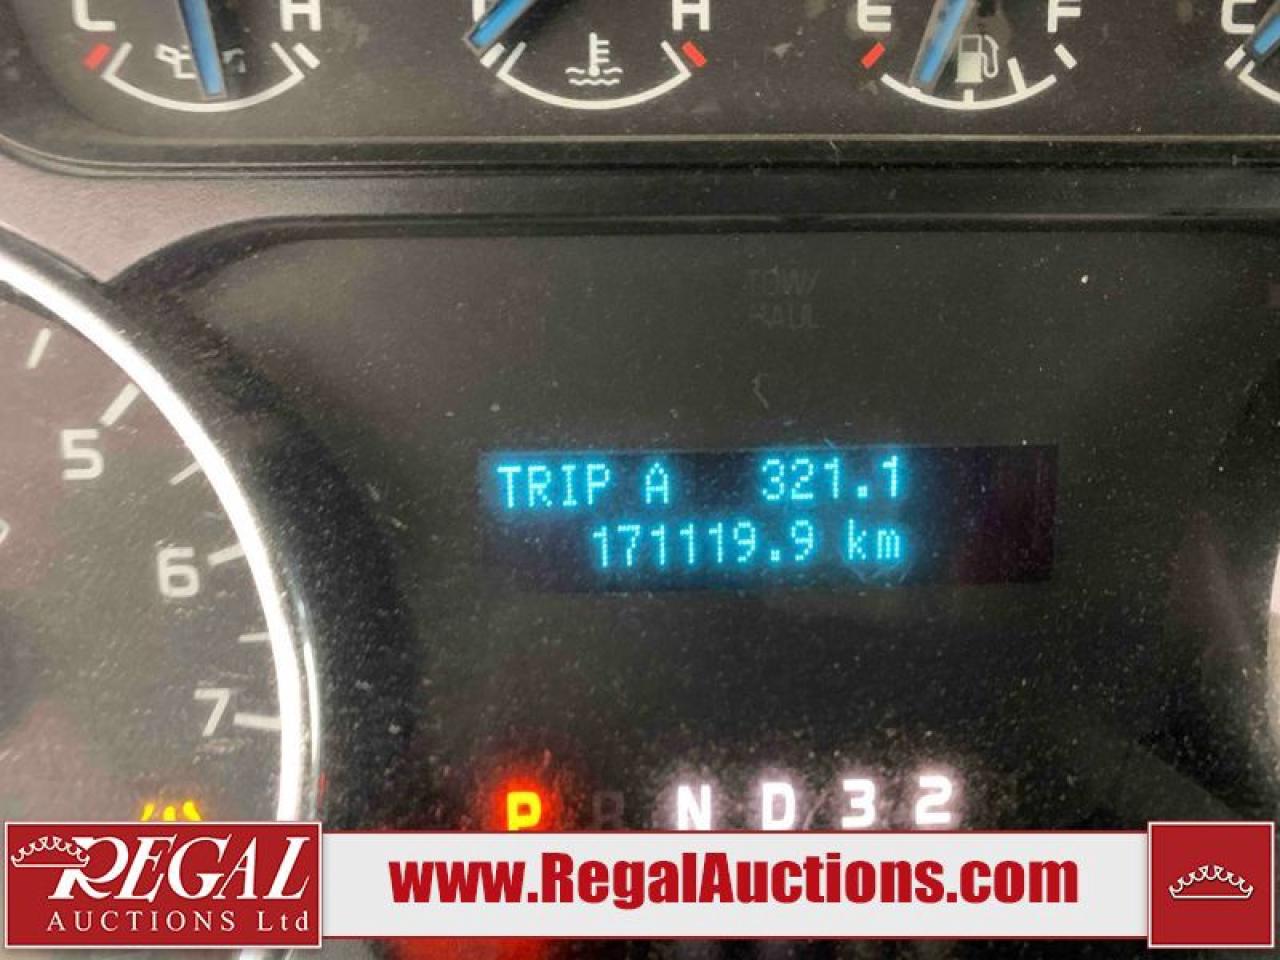 L H H E F C
TOW/
HAUL
TRIP A 321.1
171119.9 km
5
6
7
P R N D 3 2
REGAL
AUCTIONS Ltd
www.RegalAuctions.com